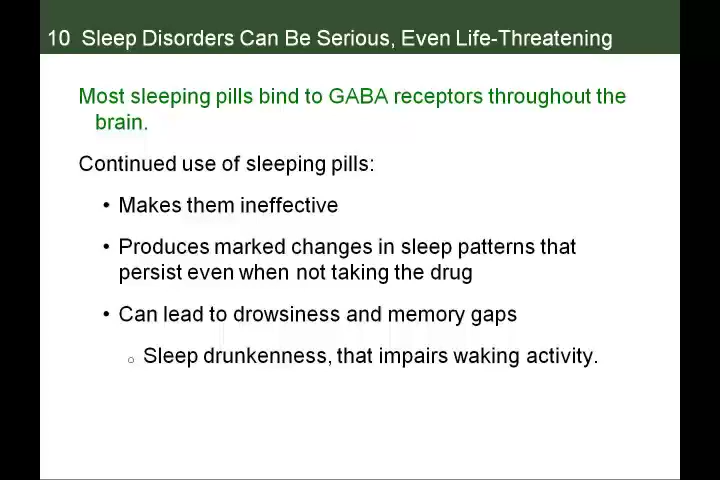 10 Sleep Disorders Can Be Serious, Even Life-Threatening
Most sleeping pills bind to GABA receptors throughout the
brain.
Continued use of sleeping pills:
• Makes them ineffective
• Produces marked changes in sleep patterns that
persist even when not taking the drug
• Can lead to drowsiness and memory gaps
○ Sleep drunkenness, that impairs waking activity.